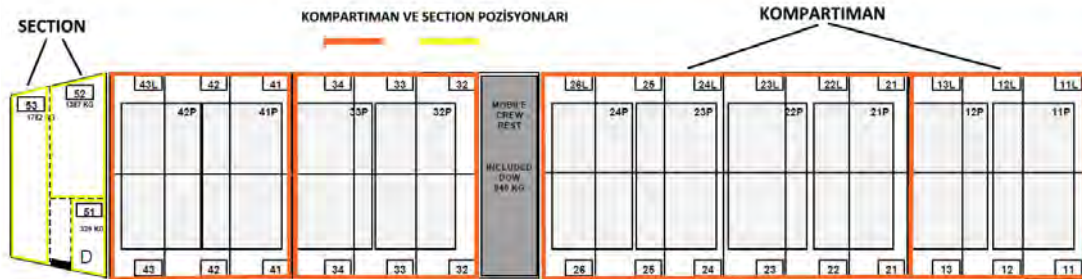 KOMPARTIMAN VE SECTION POZİSYONLARI
KOMPARTIMAN
SECTION
53
52
1387 KG
43L
42
41
34
33
32
26L
25
24L
23L
22L
21
13L
12L
11L
42P
41P
33P
32P
MOBILE
CREW
REST
INCLUDED
DOW
24P
23P
22P
21P
12P
11P
51
D
43
42
41
34
33
32
26
25
24
23
22
21
13
12
11